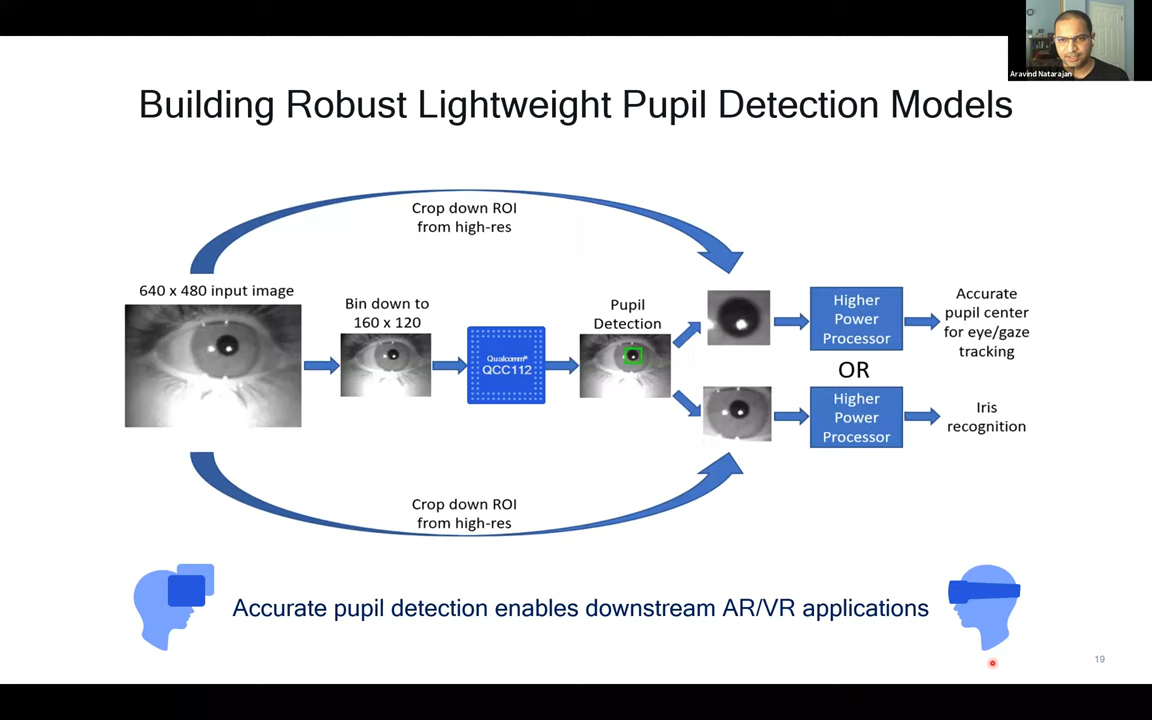 Aravind Natarajan
Building Robust Lightweight Pupil Detection Models
Crop down ROI
from high-res
640 x 480 input image
Bin down to
160 x 120
Qualcomm®
QCC112
Pupil
Detection
Higher
Power
Processor
Accurate
pupil center
for eye/gaze
tracking
OR
Higher
Power
Processor
Iris
recognition
Crop down ROI
from high-res
Accurate pupil detection enables downstream AR/VR applications
19